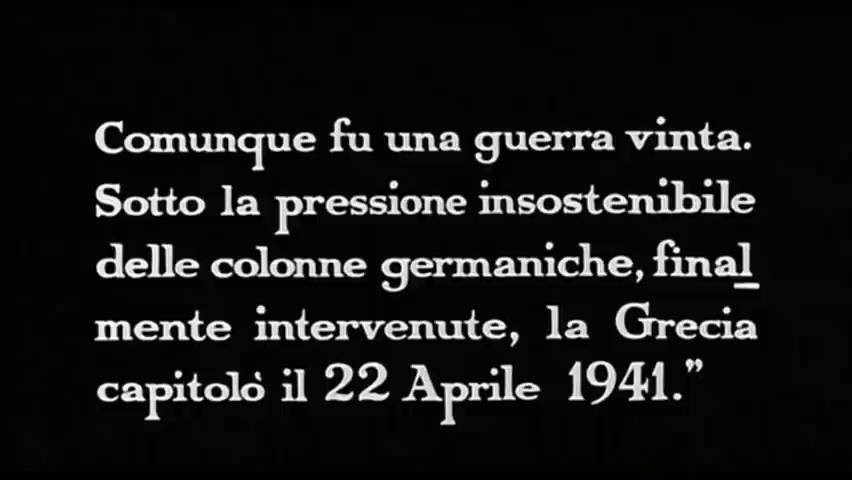 Comunque fu una guerra vinta.
Sotto la pressione insostenibile
delle colonne germaniche, final
mente intervenute, la Grecia
capitolò il 22 Aprile 1941.”